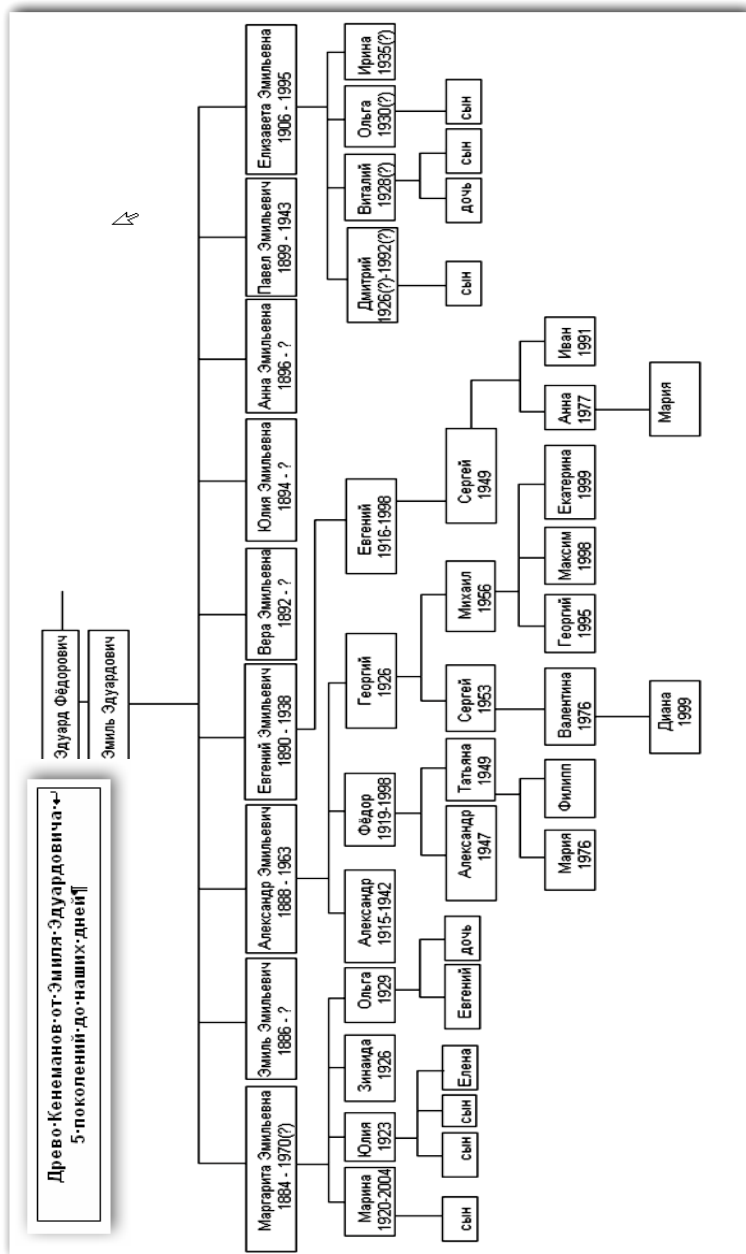 Древо·Кенеманов·от·Эмиля·Эдуардовича·↵
5·поколений·до·наших·дней¶
Эдуард Фёдорович
Эмиль Эдуардович
Маргарита Эмильевна
1884 - 1970(?)
Эмиль Эмильевич
1886 - ?
Александр Эмильевич
1888 - 1963
Евгений Эмильевич
1890 - 1938
Вера Эмильевна
1892 - ?
Юлия Эмильевна
1894 - ?
Анна Эмильевна
1896 - ?
Павел Эмильевич
1899 - 1943
Елизавета Эмильевна
1906 - 1995
Марина
1920-2004
Юлия
1923
Зинаида
1926
Ольга
1929
Александр
1915-1942
Фёдор
1919-1998
Георгий
1926
Евгений
1916-1998
Дмитрий
1926(?)-1992(?)
Виталий
1928(?)
Ольга
1930(?)
Ирина
1935(?)
сын
сын
сын
Елена
Евгений
дочь
Александр
1947
Татьяна
1949
Сергей
1953
Михаил
1956
Сергей
1949
сын
дочь
сын
сын
Мария
1976
Филипп
Валентина
1976
Георгий
1995
Максим
1998
Екатерина
1999
Анна
1977
Иван
1991
Диана
1999
Мария